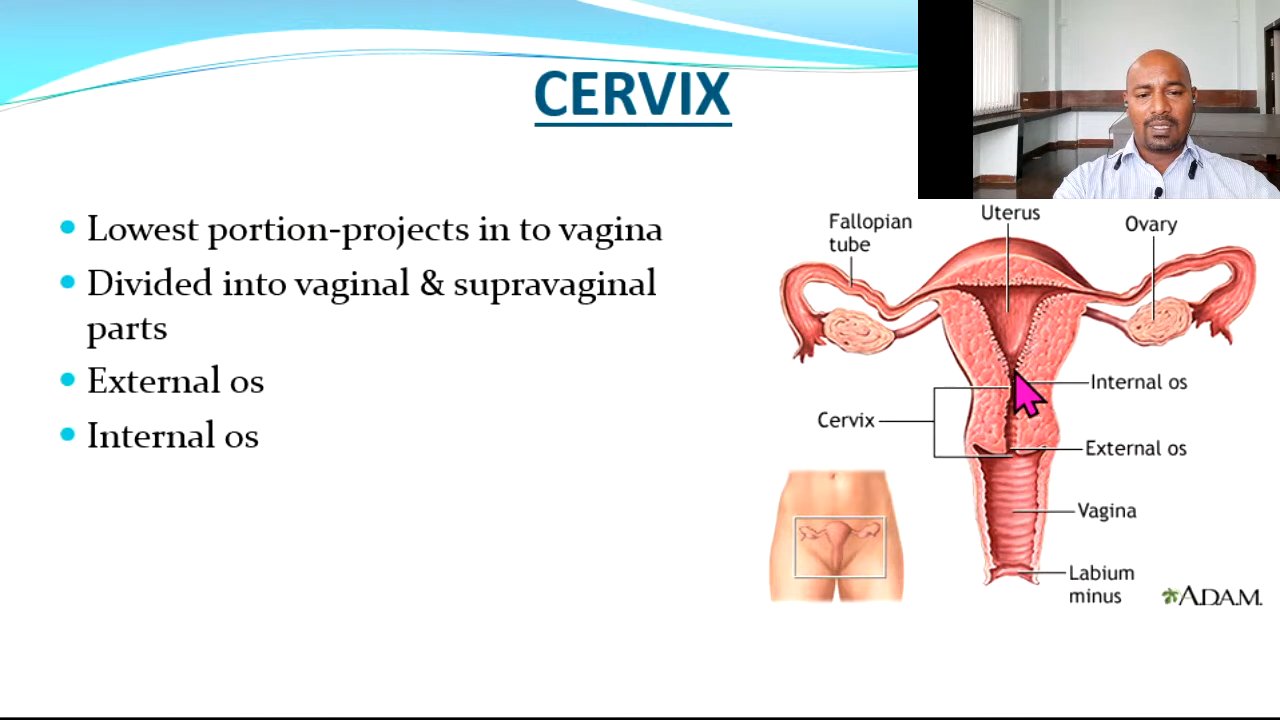 CERVIX
• Lowest portion-projects in to vagina
• Divided into vaginal & supravaginal
parts
• External os
• Internal os
Fallopian
tube
Uterus
Ovary
Internal os
Cervix
External os
Vagina
Labium
minus
A.D.A.M.